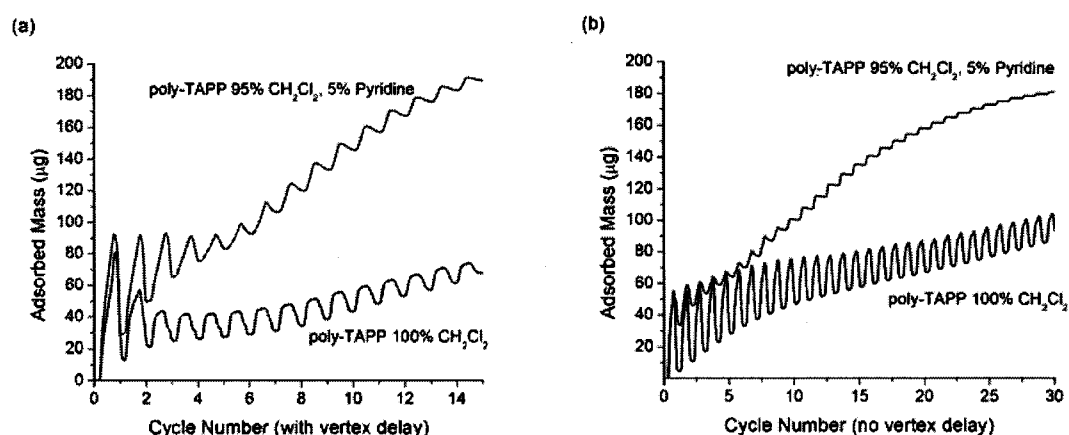 (a)
200
180
160
140
120
100
80
60
40
20
0
Adsorbed Mass (μg)
poly-TAPP 95% CH2Cl2, 5% Pyridine
poly-TAPP 100% CH2Cl2
0 2 4 6 8 10 12 14
Cycle Number (with vertex delay)
(b)
200
180
160
140
120
100
80
60
40
20
Adsorbed Mass (μg)
poly-TAPP 95% CH2Cl2, 5% Pyridine
poly-TAPP 100% CH2Cl2
0 5 10 15 20 25 30
Cycle Number (no vertex delay)